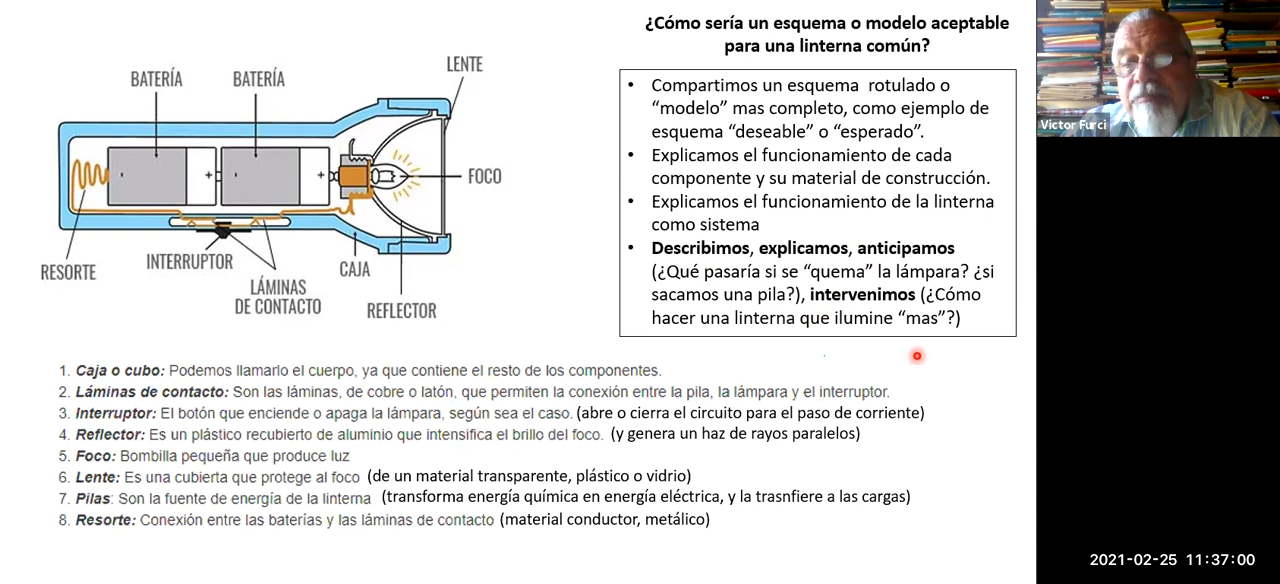 ¿Cómo sería un esquema o modelo aceptable
para una linterna común?
BATERÍA
BATERÍA
LENTE
FOCO
RESORTE
INTERRUPTOR
LÁMINAS
DE CONTACTO
CAJA
REFLECTOR
- + - +
• Compartimos un esquema rotulado o
“modelo” mas completo, como ejemplo de
esquema “deseable” o “esperado”.
• Explicamos el funcionamiento de cada
componente y su material de construcción.
• Explicamos el funcionamiento de la linterna
como sistema
• Describimos, explicamos, anticipamos
(¿Qué pasaría si se “quema” la lámpara? ¿si
sacamos una pila?), intervenimos (¿Cómo
hacer una linterna que ilumine “mas”?)
1. Caja o cubo: Podemos llamarlo el cuerpo, ya que contiene el resto de los componentes.
2. Láminas de contacto: Son las láminas, de cobre o latón, que permiten la conexión entre la pila, la lámpara y el interruptor.
3. Interruptor: El botón que enciende o apaga la lámpara, según sea el caso. (abre o cierra el circuito para el paso de corriente)
4. Reflector: Es un plástico recubierto de aluminio que intensifica el brillo del foco. (y genera un haz de rayos paralelos)
5. Foco: Bombilla pequeña que produce luz
6. Lente: Es una cubierta que protege al foco (de un material transparente, plástico o vidrio)
7. Pilas: Son la fuente de energía de la linterna (transforma energía química en energía eléctrica, y la trasnfiere a las cargas)
8. Resorte: Conexión entre las baterías y las láminas de contacto (material conductor, metálico)
Victor Furci
2021-02-25 11:37:00